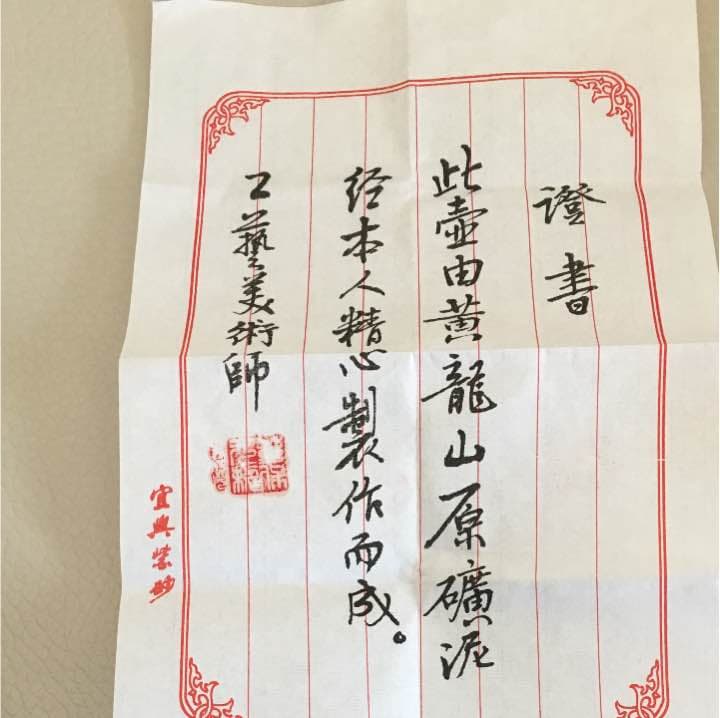 證書
此壺由黃龍山原礦泥
经本人精心製作而成。
工藝美術師
宜興紫砂